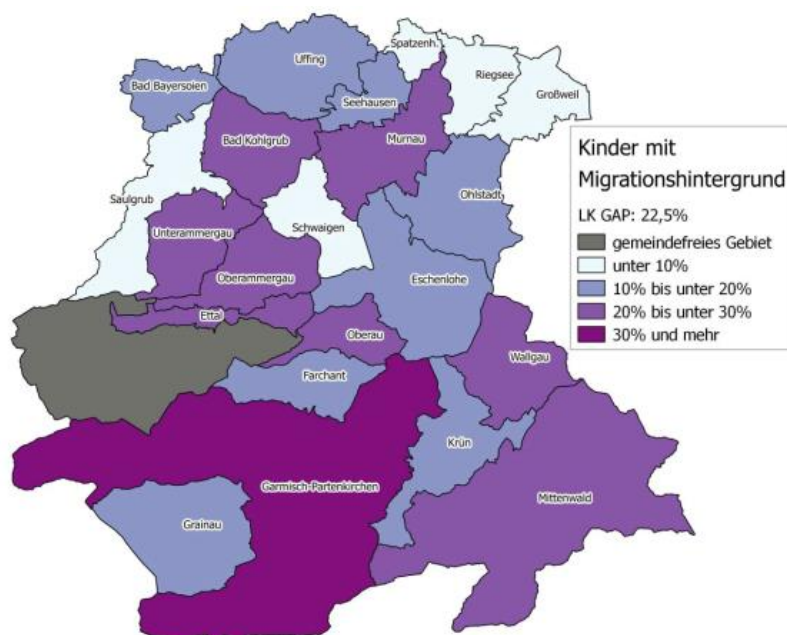 Spatzenh.
Uffing
Riegsee
Bad Bayersoien
Großweil
Seehausen
Bad Kohlgrub
Murnau
Kinder mit
Migrationshintergrund
LK GAP: 22,5%
gemeindefreies Gebiet
unter 10%
10% bis unter 20%
20% bis unter 30%
30% und mehr
Ohlstadt
Saulgrub
Unterammergau
Schwaigen
Oberammergau
Eschenlohe
Ettal
Oberau
Wallgau
Farchant
Krün
Garmisch-Partenkirchen
Mittenwald
Grainau